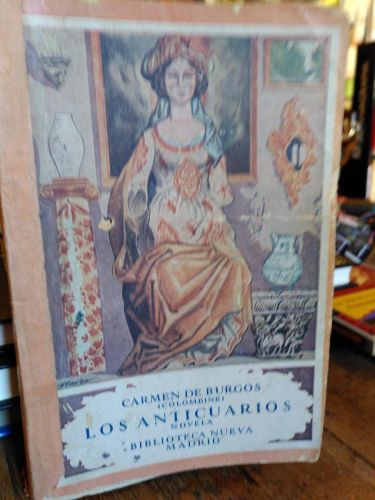 CARMEN DE BURGOS
(COLOMBINE)
LOS ANTICUARIOS
NOVELA
BIBLIOTECA NUEVA
MADRID